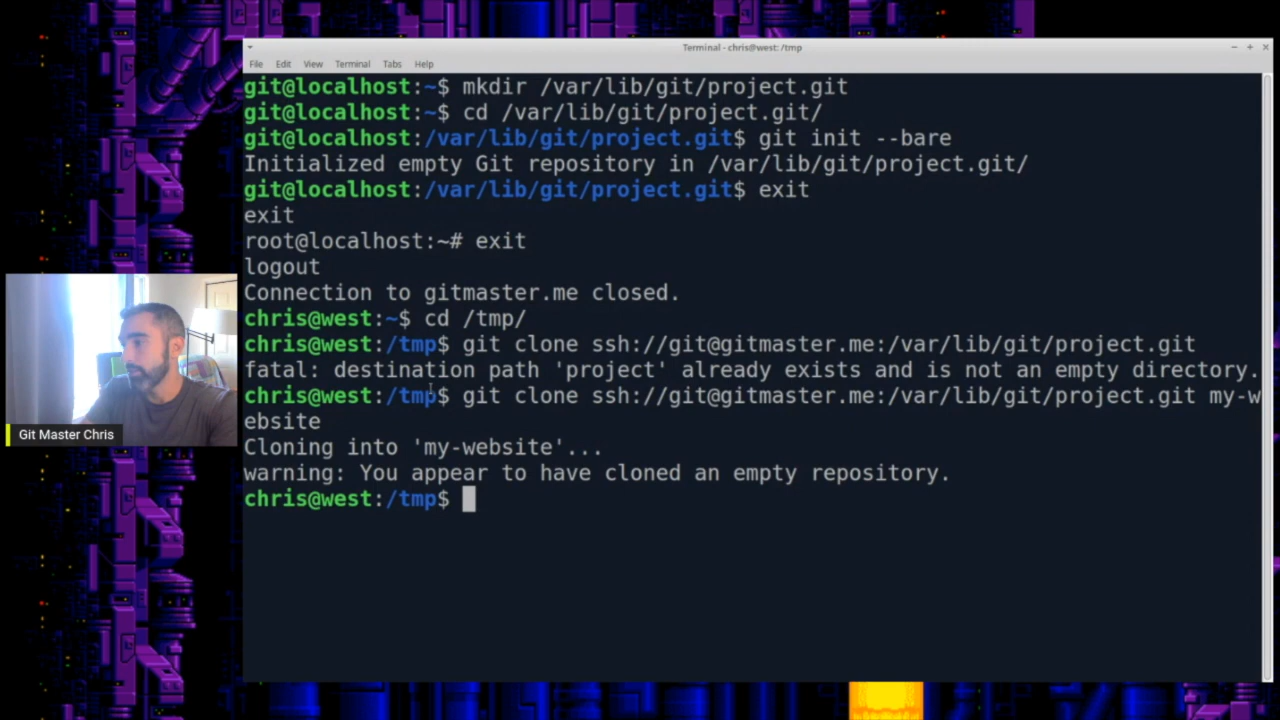 Terminal - chris@west: /tmp
File Edit View Terminal Tabs Help
git@localhost:~$ mkdir /var/lib/git/project.git
git@localhost:~$ cd /var/lib/git/project.git/
git@localhost:/var/lib/git/project.git$ git init --bare
Initialized empty Git repository in /var/lib/git/project.git/
git@localhost:/var/lib/git/project.git$ exit
exit
root@localhost:~# exit
logout
Connection to gitmaster.me closed.
chris@west:~$ cd /tmp/
chris@west:/tmp$ git clone ssh://git@gitmaster.me:/var/lib/git/project.git
fatal: destination path 'project' already exists and is not an empty directory.
chris@west:/tmp$ git clone ssh://git@gitmaster.me:/var/lib/git/project.git my-w
ebsite
Cloning into 'my-website'...
warning: You appear to have cloned an empty repository.
chris@west:/tmp$
Git Master Chris